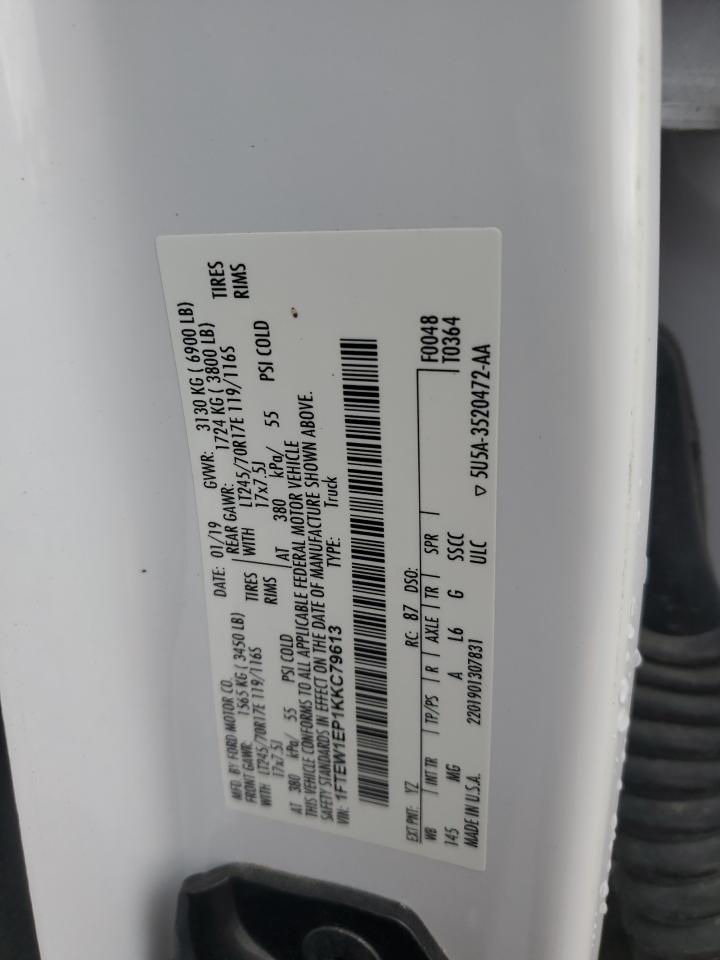 MFD. BY FORD MOTOR CO.
DATE: 01/19 GVWR: 3130 KG ( 6900 LB)
FRONT GAWR: 1565 KG ( 3450 LB) REAR GAWR: 1724 KG ( 3800 LB)
WITH LT245/70R17E 119/116S TIRES WITH LT245/70R17E 119/116S TIRES
17x7.5J RIMS 17x7.5J RIMS
AT 380 kPa/ 55 PSI COLD AT 380 kPa/ 55 PSI COLD
THIS VEHICLE CONFORMS TO ALL APPLICABLE FEDERAL MOTOR VEHICLE
SAFETY STANDARDS IN EFFECT ON THE DATE OF MANUFACTURE SHOWN ABOVE.
VIN: 1FTEW1EP1KKC79613 TYPE: Truck
EXT PNT: YZ RC: 87 DSO: F0048
WB INT TR TP/PS R AXLE TR SPR T0364
145 MG A L6 G SSCC
MADE IN U.S.A. 2201901307831 ULC ▽ 5U5A-3520472-AA